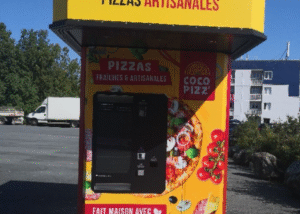 PIZZAS ARTISANALES
PIZZAS
FRAÎCHES & ARTISANALES
COCO
PIZZ'
FAIT MAISON AVEC